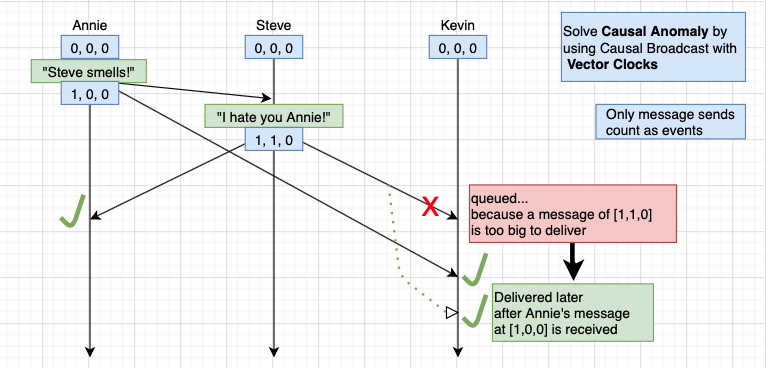 Annie
Steve
Kevin
0, 0, 0
0, 0, 0
0, 0, 0
Solve Causal Anomaly by
using Causal Broadcast with
Vector Clocks
"Steve smells!"
1, 0, 0
"I hate you Annie!"
1, 1, 0
Only message sends
count as events
X
queued...
because a message of [1,1,0]
is too big to deliver
Delivered later
after Annie's message
at [1,0,0] is received